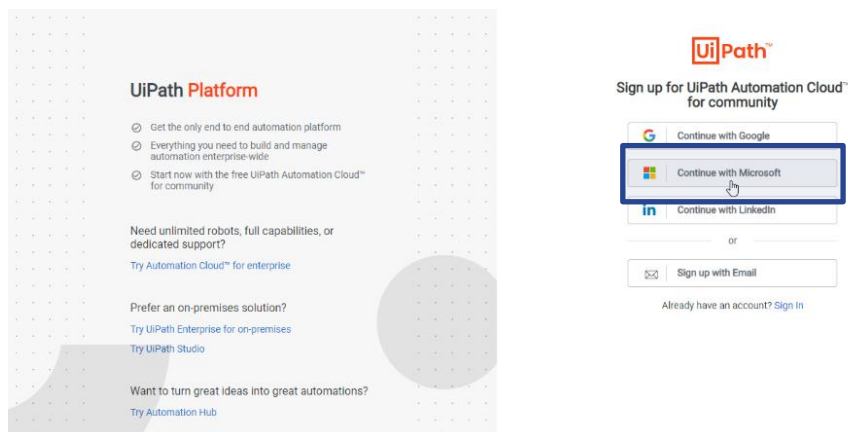 UiPath Platform
Get the only end to end automation platform
Everything you need to build and manage
automation enterprise-wide
Start now with the free UiPath Automation Cloud™
for community
Need unlimited robots, full capabilities, or
dedicated support?
Try Automation Cloud™ for enterprise
Prefer an on-premises solution?
Try UiPath Enterprise for on-premises
Try UiPath Studio
Want to turn great ideas into great automations?
Try Automation Hub
UiPath™
Sign up for UiPath Automation Cloud™
for community
Continue with Google
Continue with Microsoft
in Continue with LinkedIn
or
Sign up with Email
Already have an account? Sign In